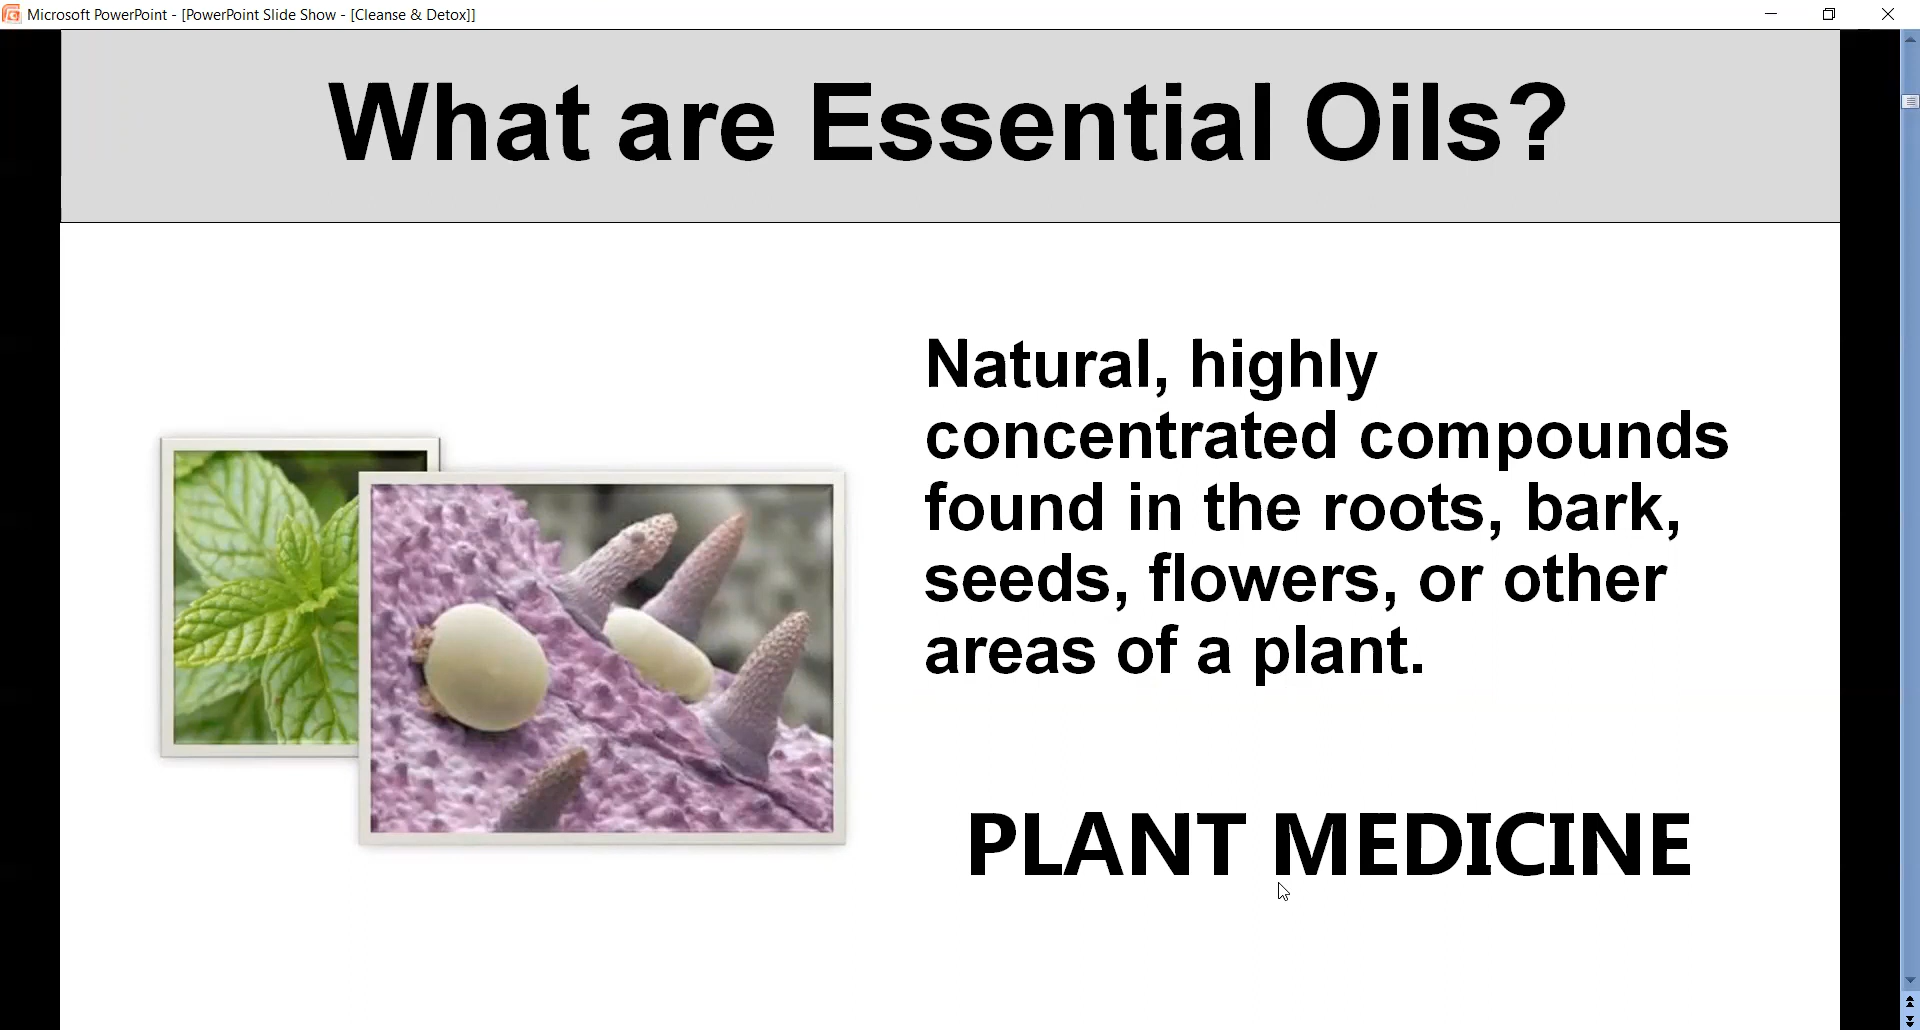 Microsoft PowerPoint - [PowerPoint Slide Show - [Cleanse & Detox]]
What are Essential Oils?
Natural, highly
concentrated compounds
found in the roots, bark,
seeds, flowers, or other
areas of a plant.
PLANT MEDICINE